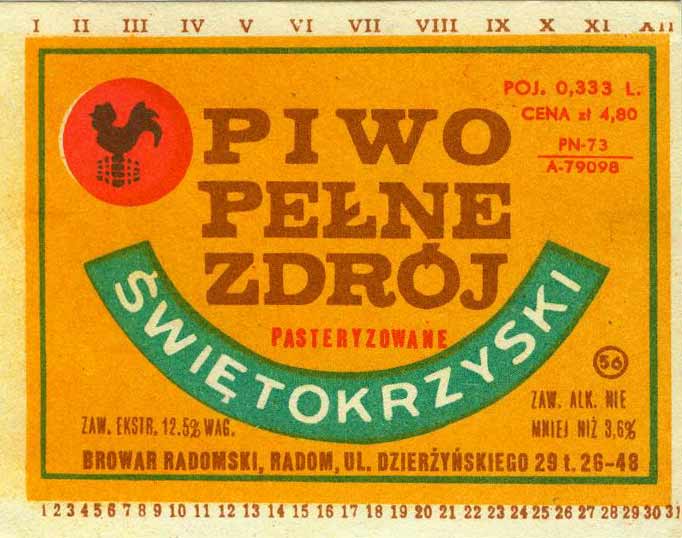 I II III IV V VI VII VIII IX X XI XII
POJ. 0,333 L.
CENA zł 4,80
PN-73
A-79098
PIWO
PEŁNE
ZDRÓJ
PASTERYZOWANE
ŚWIĘTOKRZYSKI
56
ZAW. ALK. NIE
MNIEJ NIŻ 3,6%
ZAW. EKSTR. 12.5% WAG.
BROWAR RADOMSKI, RADOM, UL. DZIERŻYŃSKIEGO 29 t. 26-48
1 2 3 4 5 6 7 8 9 10 11 12 13 14 15 16 17 18 19 20 21 22 23 24 25 26 27 28 29 30 31